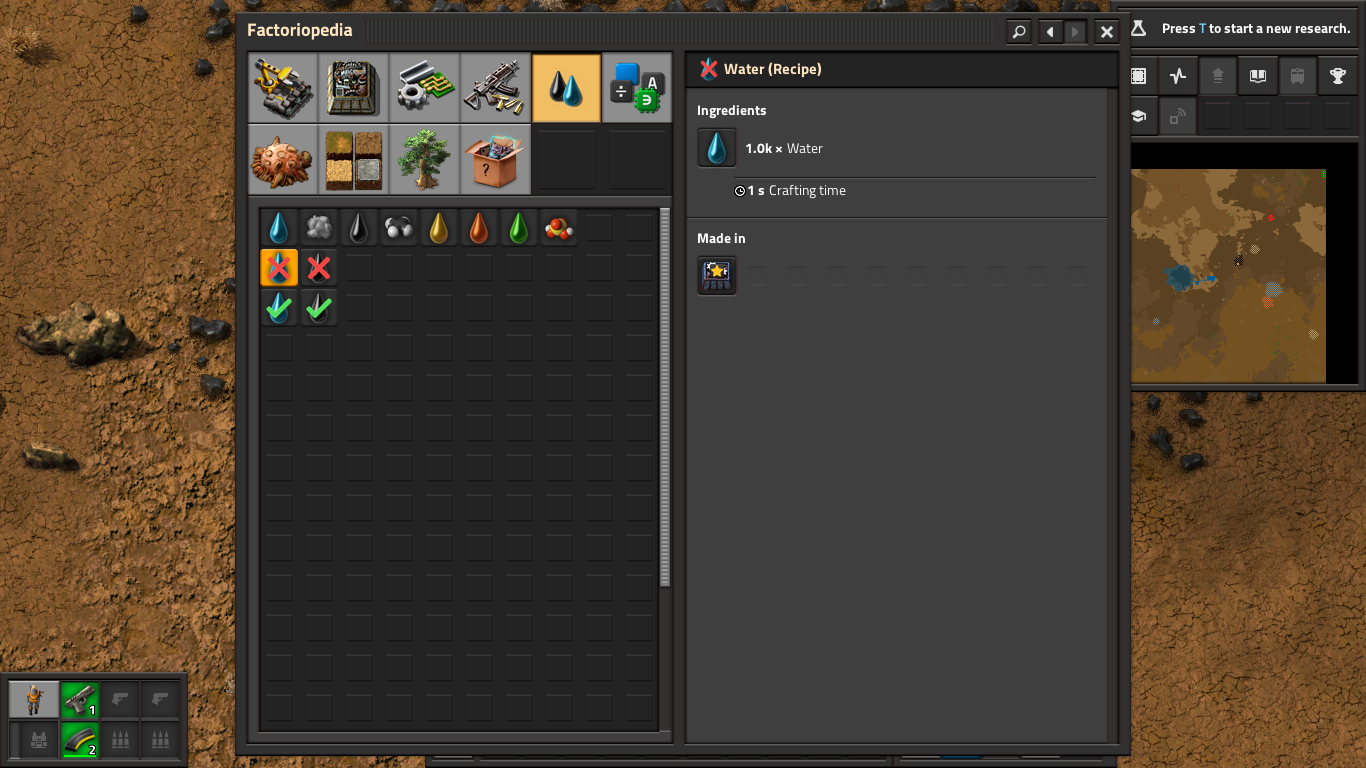 Factoriopedia
Press T to start a new research.
Water (Recipe)
Ingredients
1.0k × Water
1 s Crafting time
Made in
A
?
1
2